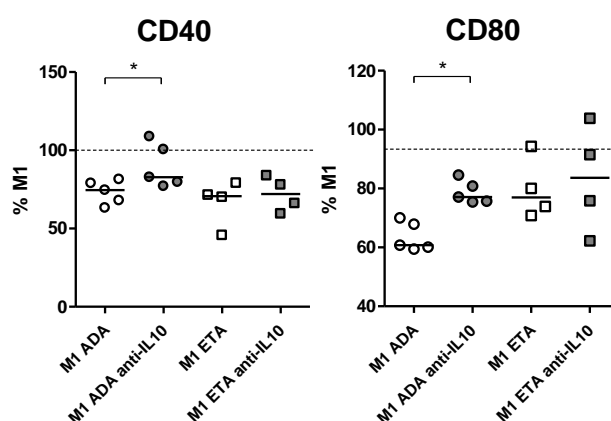 CD40
*
% M1
150
100
50
0
M1 ADA
M1 ADA anti-IL10
M1 ETA
M1 ETA anti-IL10
CD80
*
% M1
100
80
60
40
M1 ADA
M1 ADA anti-IL10
M1 ETA
M1 ETA anti-IL10